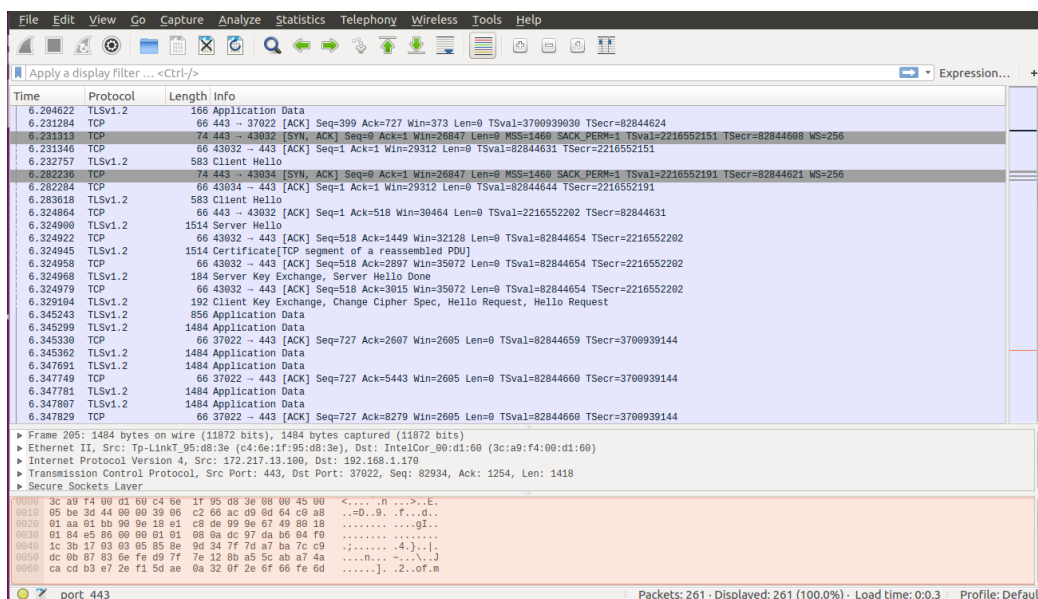 File Edit View Go Capture Analyze Statistics Telephony Wireless Tools Help
Apply a display filter … <Ctrl-/> Expression… +
Time Protocol Length Info
6.204622 TLSv1.2 166 Application Data
6.231284 TCP 66 443 → 37022 [ACK] Seq=399 Ack=727 Win=373 Len=0 TSval=3700939030 TSecr=82844624
6.231313 TCP 74 443 → 43032 [SYN, ACK] Seq=0 Ack=1 Win=26847 Len=0 MSS=1460 SACK_PERM=1 TSval=2216552151 TSecr=82844608 WS=256
6.231346 TCP 66 43032 → 443 [ACK] Seq=1 Ack=1 Win=29312 Len=0 TSval=82844631 TSecr=2216552151
6.232757 TLSv1.2 583 Client Hello
6.282236 TCP 74 443 → 43034 [SYN, ACK] Seq=0 Ack=1 Win=26847 Len=0 MSS=1460 SACK_PERM=1 TSval=2216552191 TSecr=82844621 WS=256
6.282284 TCP 66 43034 → 443 [ACK] Seq=1 Ack=1 Win=29312 Len=0 TSval=82844644 TSecr=2216552191
6.283618 TLSv1.2 583 Client Hello
6.324864 TCP 66 443 → 43032 [ACK] Seq=1 Ack=518 Win=30464 Len=0 TSval=2216552202 TSecr=82844631
6.324900 TLSv1.2 1514 Server Hello
6.324922 TCP 66 43032 → 443 [ACK] Seq=518 Ack=1449 Win=32128 Len=0 TSval=82844654 TSecr=2216552202
6.324945 TLSv1.2 1514 Certificate[TCP segment of a reassembled PDU]
6.324958 TCP 66 43032 → 443 [ACK] Seq=518 Ack=2897 Win=35072 Len=0 TSval=82844654 TSecr=2216552202
6.324968 TLSv1.2 184 Server Key Exchange, Server Hello Done
6.324979 TCP 66 43032 → 443 [ACK] Seq=518 Ack=3015 Win=35072 Len=0 TSval=82844654 TSecr=2216552202
6.329104 TLSv1.2 192 Client Key Exchange, Change Cipher Spec, Hello Request, Hello Request
6.345243 TLSv1.2 856 Application Data
6.345299 TLSv1.2 1484 Application Data
6.345330 TCP 66 37022 → 443 [ACK] Seq=727 Ack=2607 Win=2605 Len=0 TSval=82844659 TSecr=3700939144
6.345362 TLSv1.2 1484 Application Data
6.347691 TLSv1.2 1484 Application Data
6.347749 TCP 66 37022 → 443 [ACK] Seq=727 Ack=5443 Win=2605 Len=0 TSval=82844660 TSecr=3700939144
6.347781 TLSv1.2 1484 Application Data
6.347807 TLSv1.2 1484 Application Data
6.347829 TCP 66 37022 → 443 [ACK] Seq=727 Ack=8279 Win=2605 Len=0 TSval=82844660 TSecr=3700939144
Frame 205: 1484 bytes on wire (11872 bits), 1484 bytes captured (11872 bits)
Ethernet II, Src: Tp-LinkT_95:d8:3e (c4:6e:1f:95:d8:3e), Dst: IntelCor_00:d1:60 (3c:a9:f4:00:d1:60)
Internet Protocol Version 4, Src: 172.217.13.100, Dst: 192.168.1.170
Transmission Control Protocol, Src Port: 443, Dst Port: 37022, Seq: 82934, Ack: 1254, Len: 1418
Secure Sockets Layer
0000 3c a9 f4 00 d1 60 c4 6e 1f 95 d8 3e 08 00 45 00 <....`.n ...>..E.
0010 05 be 3d 44 00 00 39 06 c2 66 ac d9 0d 64 c0 a8 ..=D..9. .f...d..
0020 01 aa 01 bb 90 9e 18 e1 c8 de 99 9e 67 49 80 18 ........ ....gI..
0030 01 84 e5 86 00 00 01 01 08 0a dc 97 da b6 04 f0 ........ ........
0040 1c 3b 17 03 03 05 85 8e 9d 34 7f 7d a7 ba 7c c9 .;...... .4.}..|.
0050 dc 0b 87 83 6e fe d9 7f 7e 12 8b a5 5c ab a7 4a ....n... ~...\..J
0060 ca cd b3 e7 2e f1 5d ae 0a 32 0f 2e 6f 66 fe 6d ......]. .2..of.m
port 443 Packets: 261 · Displayed: 261 (100.0%) · Load time: 0:0.3 Profile: Defaul